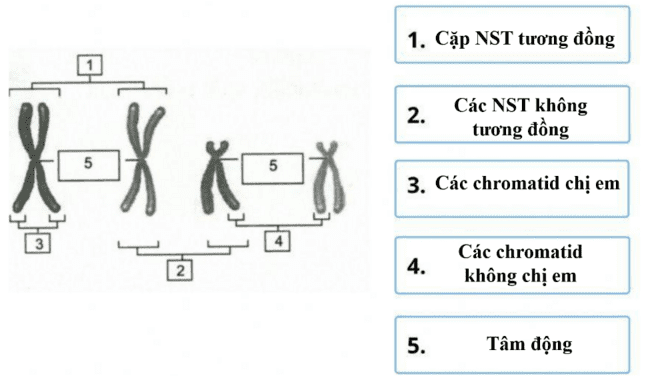 1
5
5
3
4
2
1. Cặp NST tương đồng
2. Các NST không
tương đồng
3. Các chromatid chị em
4. Các chromatid
không chị em
5. Tâm động